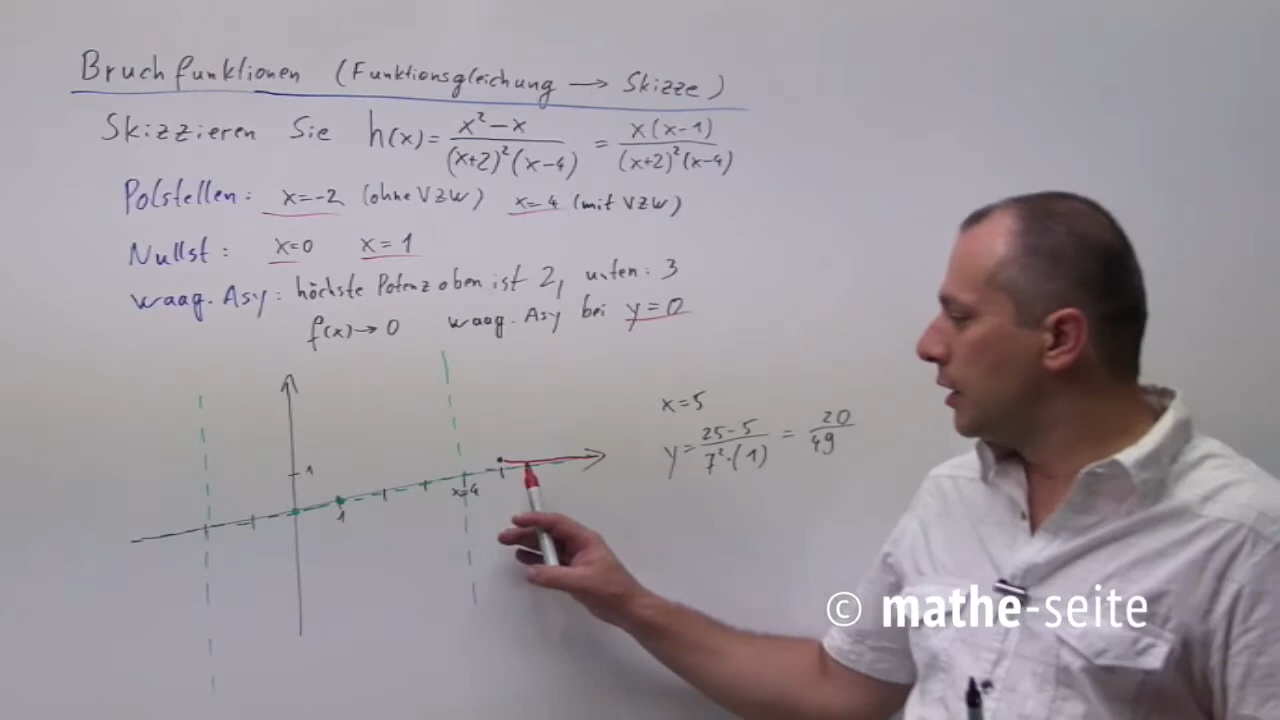 Bruchfunktionen (Funktionsgleichung → Skizze)
Skizzieren Sie h(x) = (x² - x) / ((x+2)² (x-4)) = (x(x-1)) / ((x+2)² (x-4))
Polstellen: x=-2 (ohne VZW) x=4 (mit VZW)
Nullst: x=0 x=1
waag. Asy: höchste Potenz oben ist 2, unten: 3
f(x) → 0 waag. Asy bei y=0
x=5
y = (25-5) / (7²·(1)) = 20/49
1
x=4
1
© mathe-seite